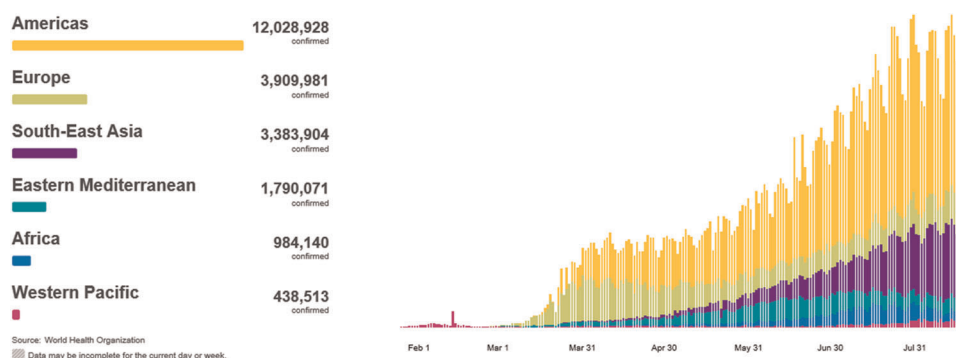 Americas
12,028,928
confirmed
Europe
3,909,981
confirmed
South-East Asia
3,383,904
confirmed
Eastern Mediterranean
1,790,071
confirmed
Africa
984,140
confirmed
Western Pacific
438,513
confirmed
Source: World Health Organization
Data may be incomplete for the current day or week.
Feb 1 Mar 1 Mar 31 Apr 30 May 31 Jun 30 Jul 31